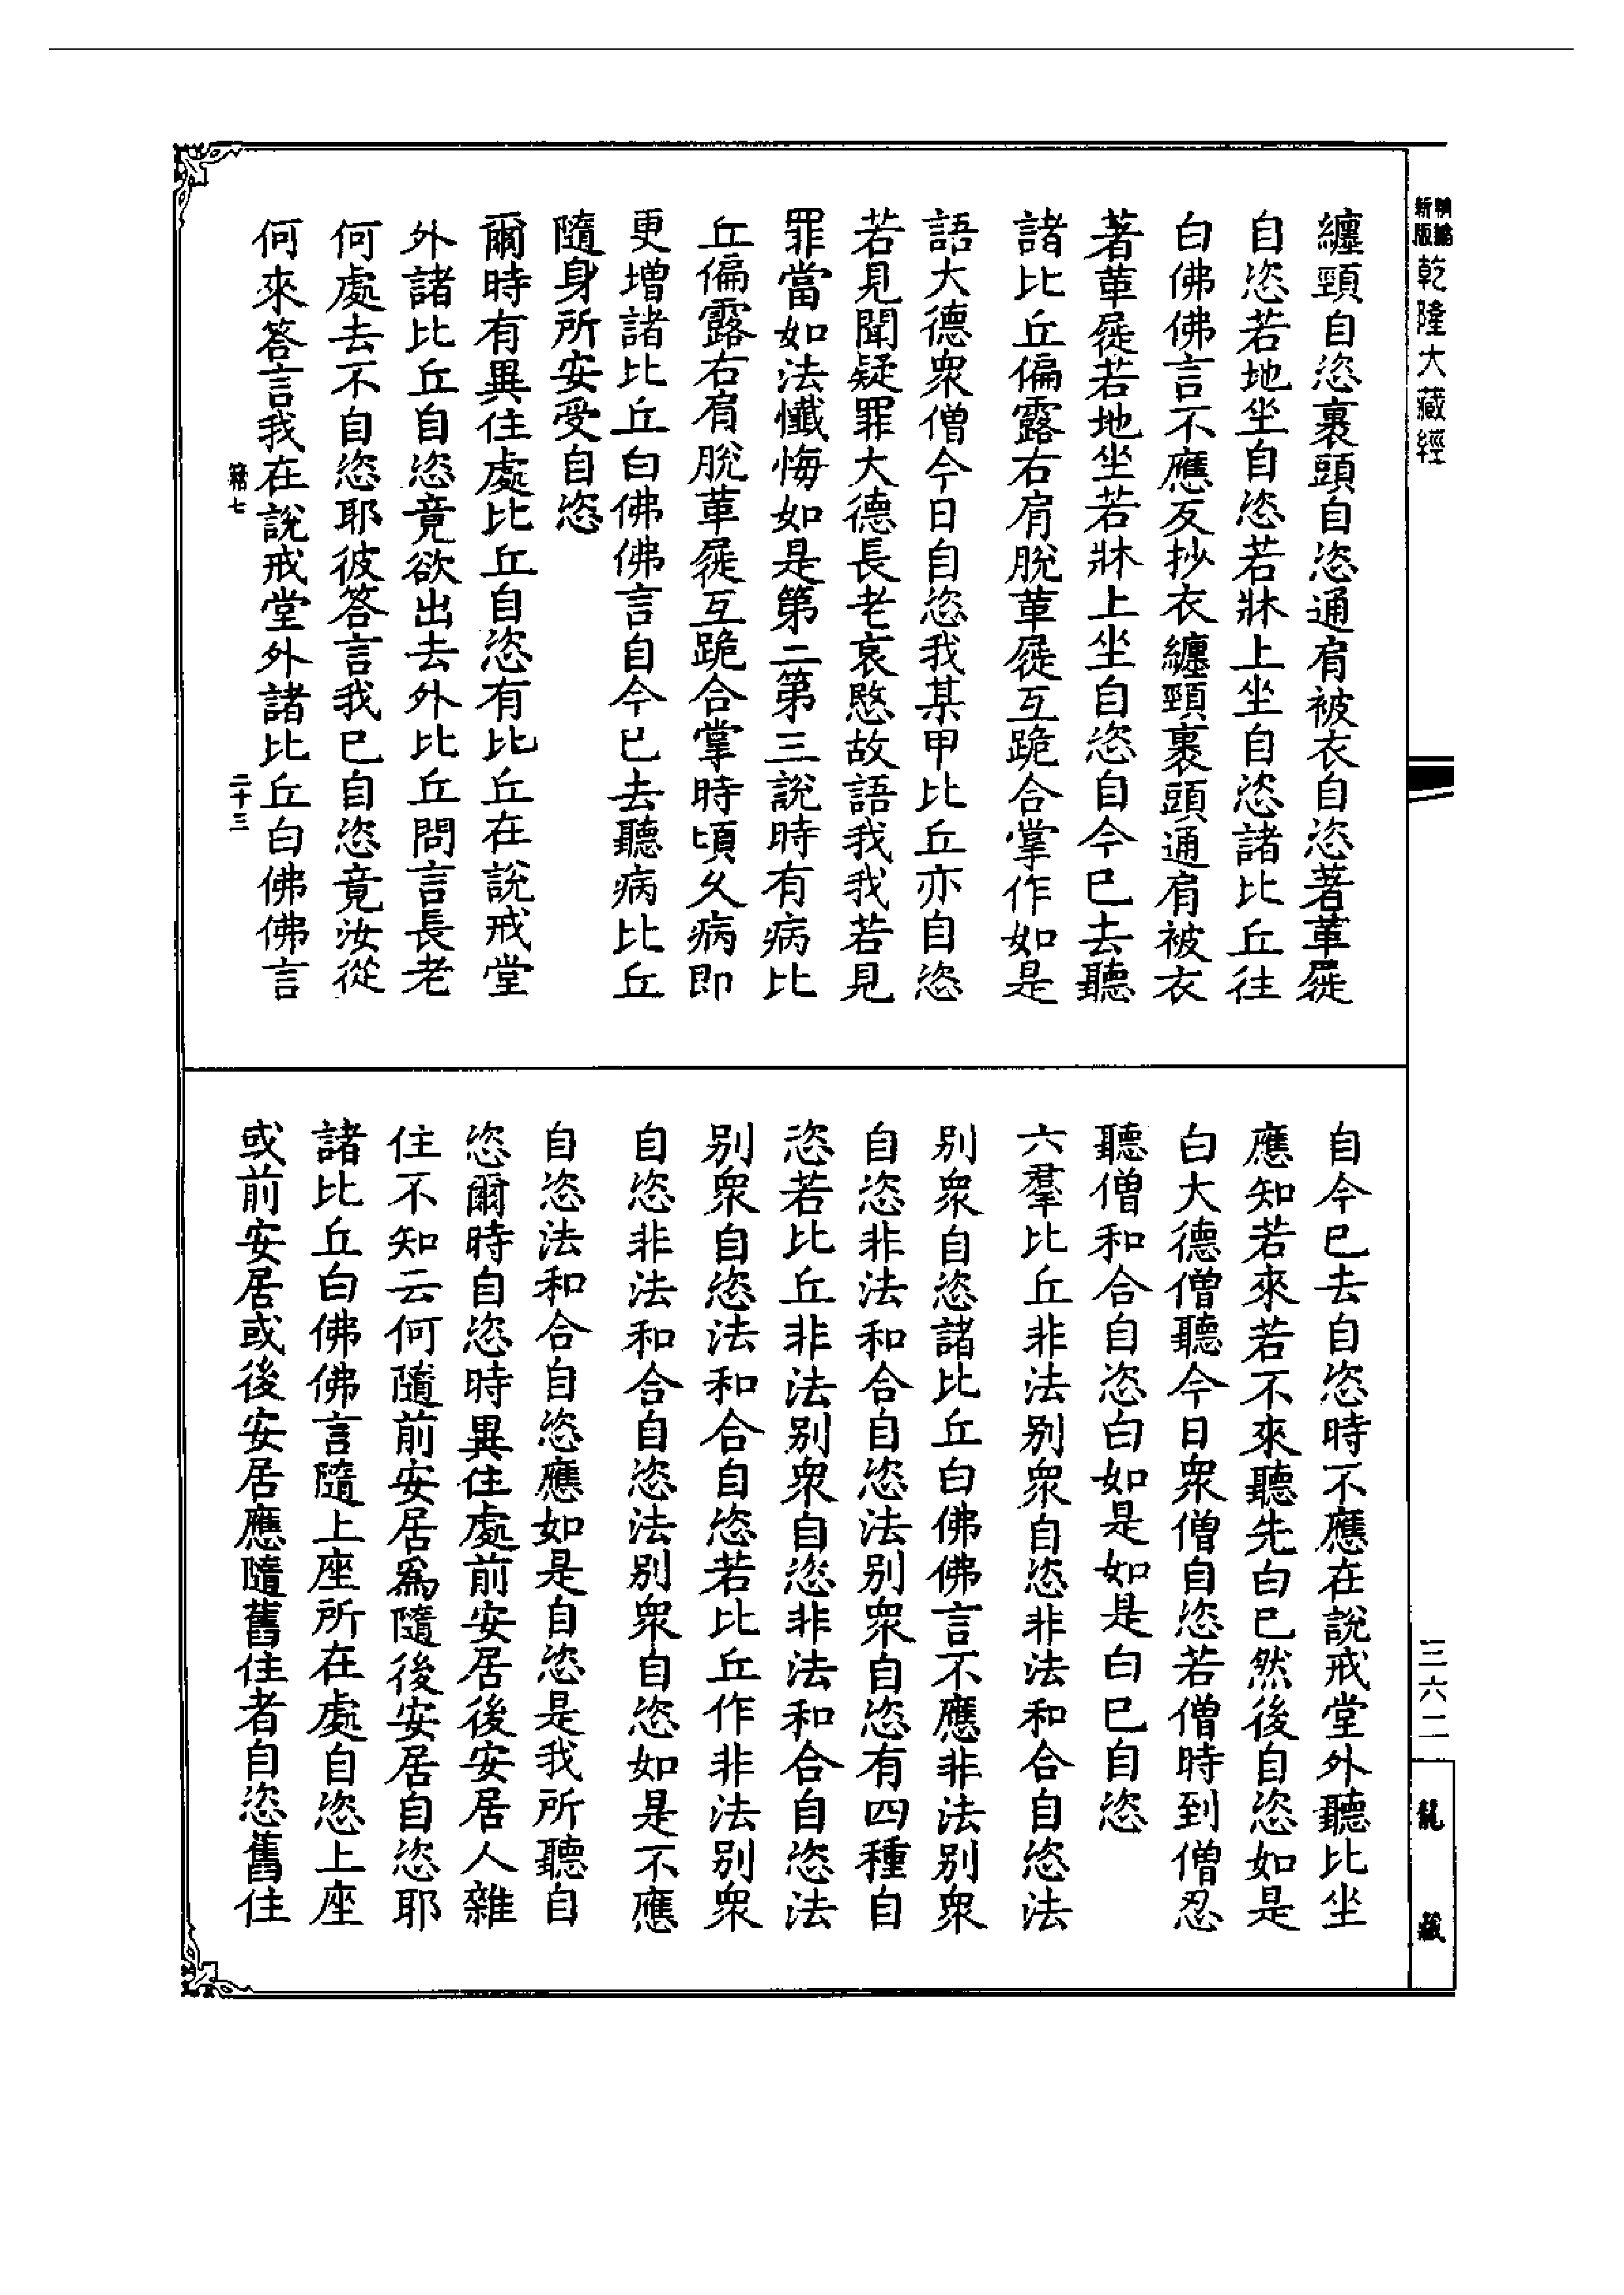 新編縮版乾隆大藏經
三六二
龍藏
纏頸自恣裹頭自恣通肩被衣自恣著革屣
自恣若地坐自恣若牀上坐自恣諸比丘往
白佛佛言不應反抄衣纏頸裹頭通肩被衣
著革屣若地坐若牀上坐自恣自今已去聽
諸比丘偏露右肩脫革屣互跪合掌作如是
語大德衆僧今日自恣我某甲比丘亦自恣
若見聞疑罪大德長老哀愍故語我我若見
罪當如法懺悔如是第二第三說時有病比
丘偏露右肩脫革屣互跪合掌時頃久病即
更增諸比丘白佛佛言自今已去聽病比丘
隨身所安受自恣
爾時有異住處比丘自恣有比丘在說戒堂
外諸比丘自恣竟欲出去外比丘問言長老
何處去不自恣耶彼答言我已自恣竟汝從
何來答言我在說戒堂外諸比丘白佛佛言
二十三
自今已去自恣時不應在說戒堂外聽比坐
應知若來若不來聽先白已然後自恣如是
白大德僧聽今日衆僧自恣若僧時到僧忍
聽僧和合自恣白如是如是白已自恣
六羣比丘非法別衆自恣非法和合自恣法
別衆自恣諸比丘白佛佛言不應非法別衆
自恣非法和合自恣法別衆自恣有四種自
恣若比丘非法別衆自恣非法和合自恣法
別衆自恣法和合自恣若比丘作非法別衆
自恣非法和合自恣法別衆自恣如是不應
自恣法和合自恣應如是自恣是我所聽自
恣爾時自恣時異住處前安居後安居人雜
住不知云何隨前安居爲隨後安居自恣耶
諸比丘白佛佛言隨上座所在處自恣上座
或前安居或後安居應隨舊住者自恣舊住